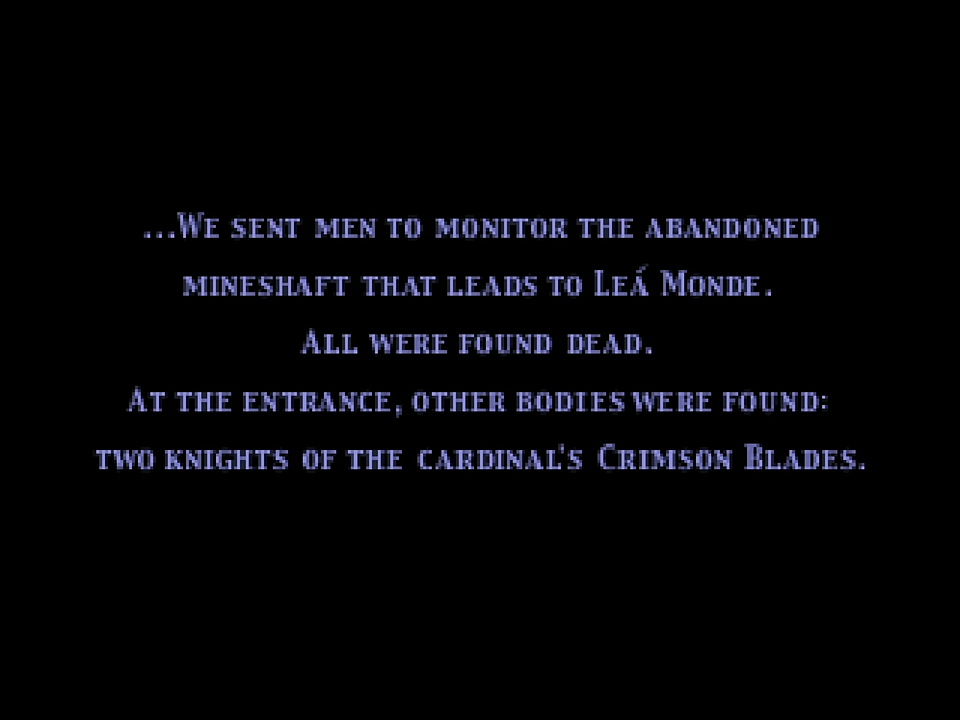 ...We sent men to monitor the abandoned
mineshaft that leads to Leá Monde.
All were found dead.
At the entrance, other bodies were found:
two knights of the cardinal's Crimson Blades.